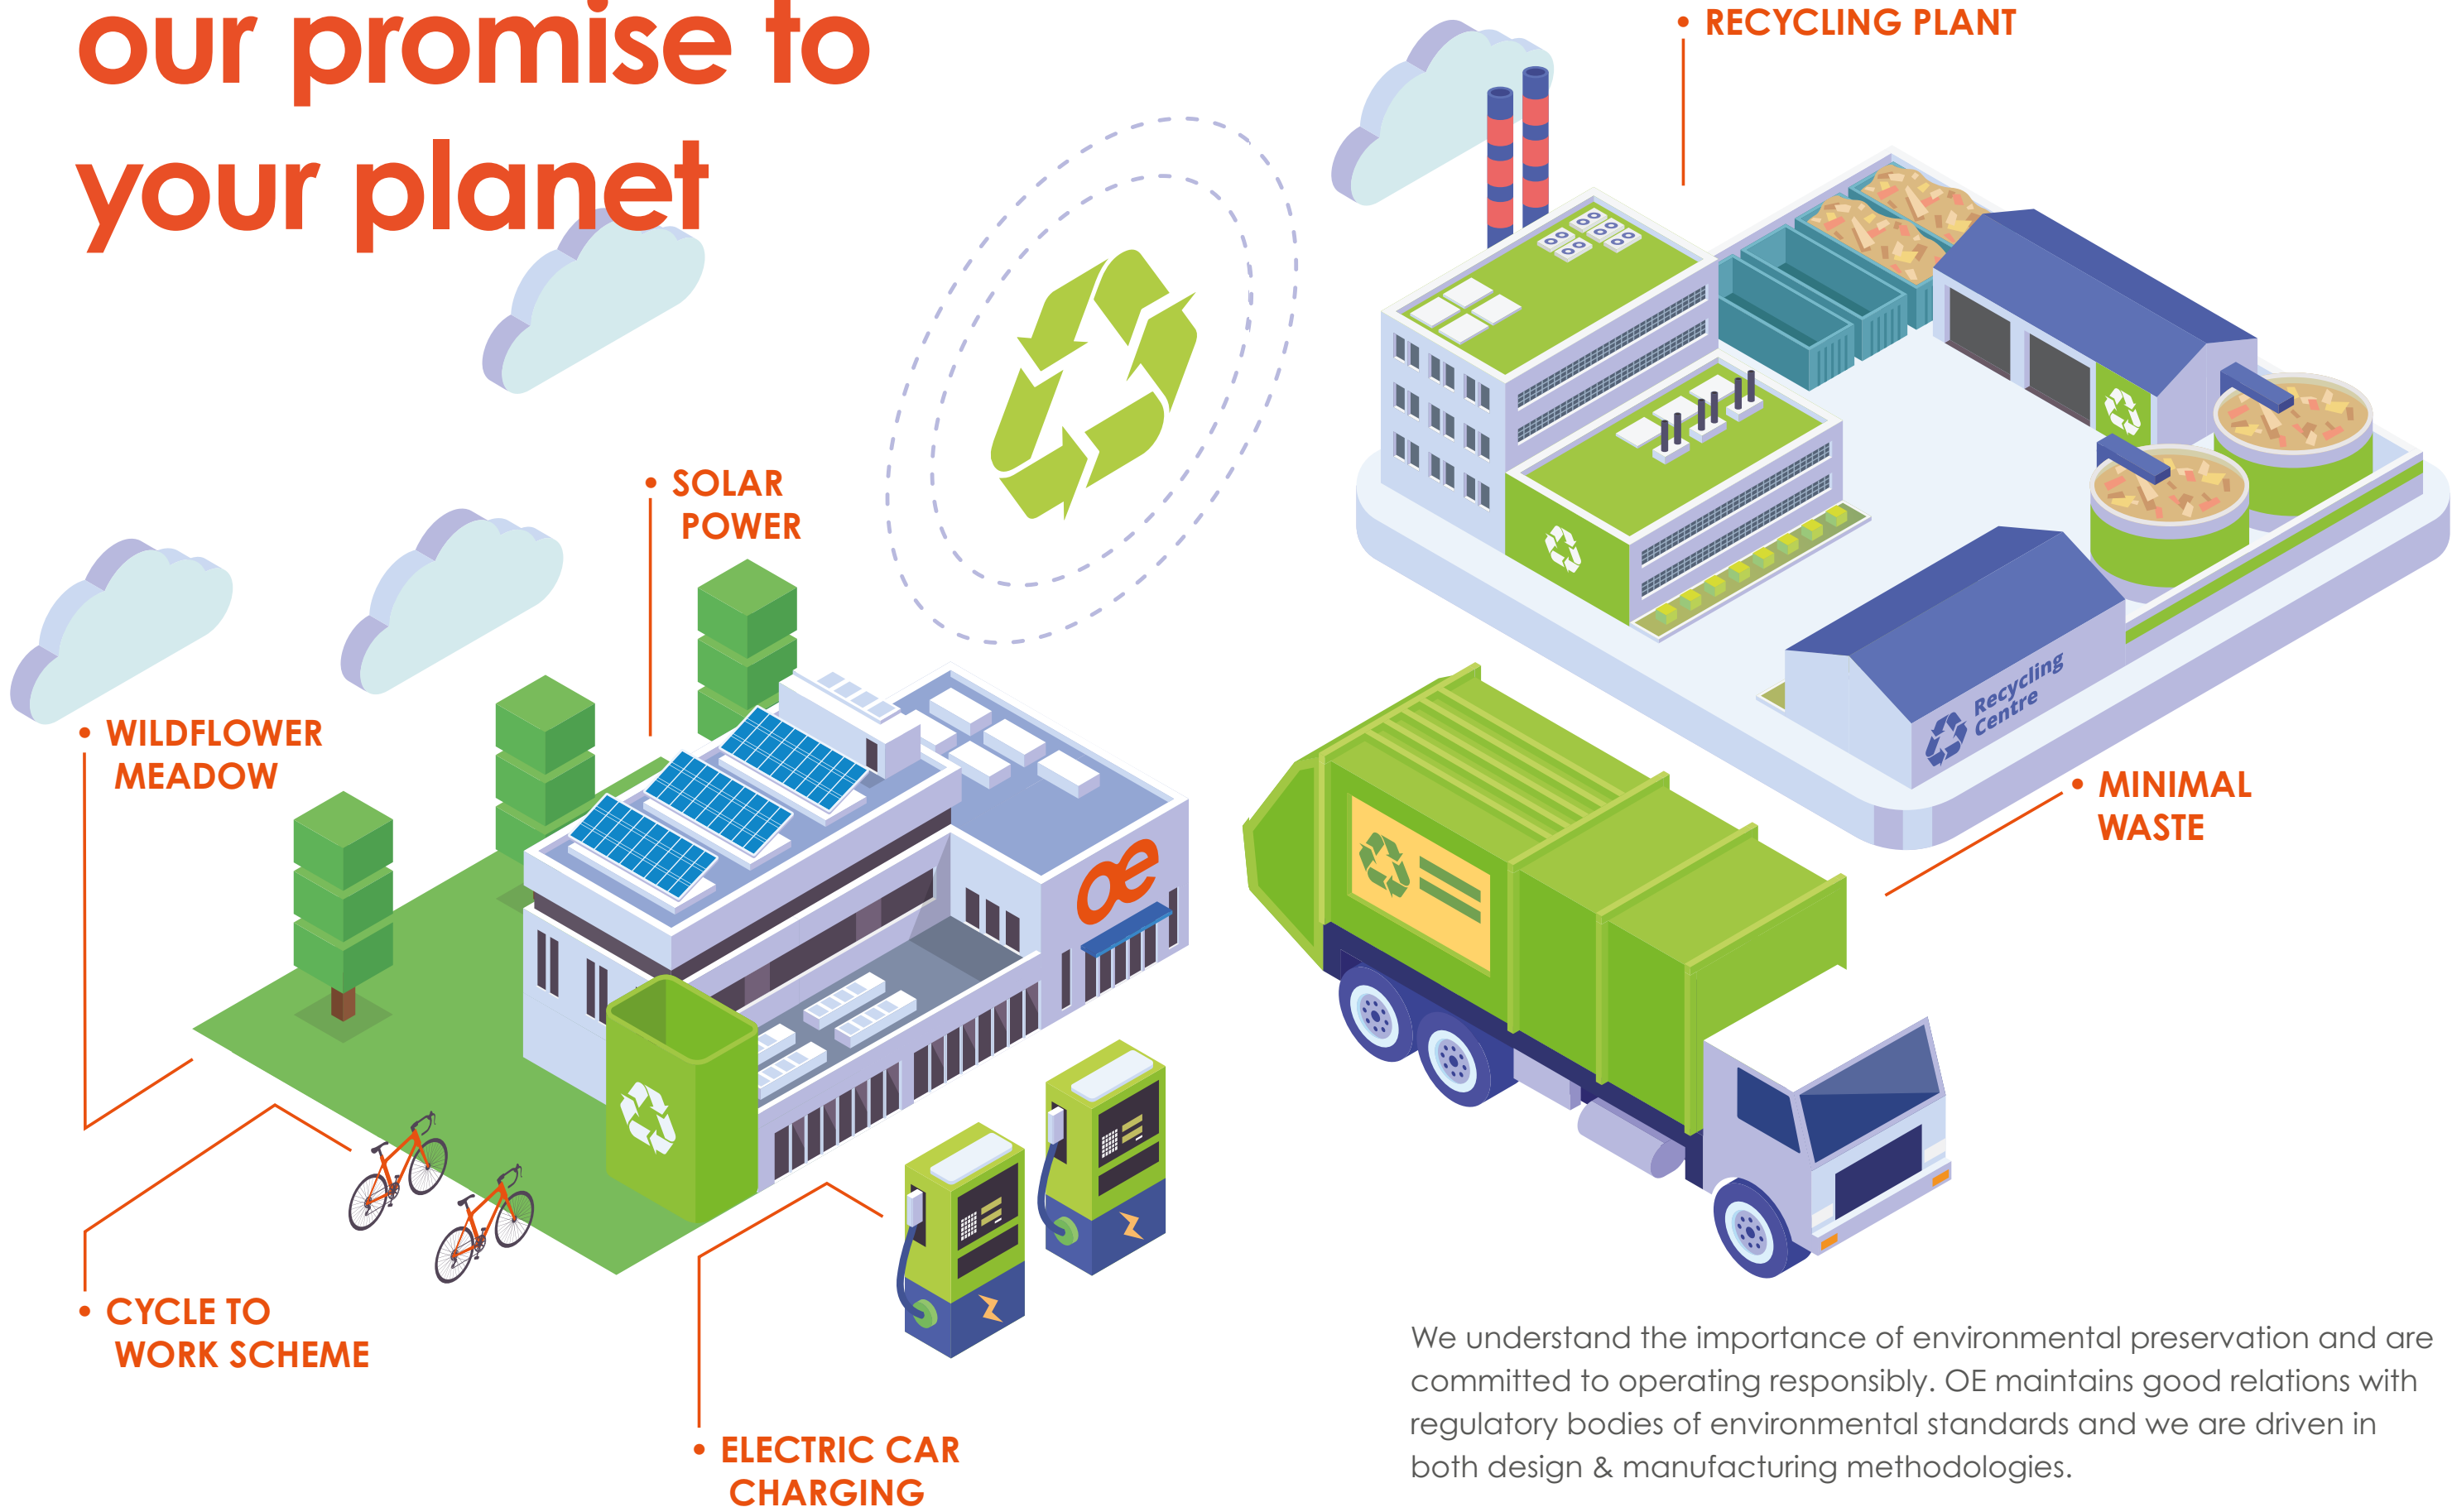 our promise to
your planet
• RECYCLING PLANT
• SOLAR
POWER
• WILDFLOWER
MEADOW
œ
Recycling
Centre
• MINIMAL
WASTE
• CYCLE TO
WORK SCHEME
• ELECTRIC CAR
CHARGING
We understand the importance of environmental preservation and are
committed to operating responsibly. OE maintains good relations with
regulatory bodies of environmental standards and we are driven in
both design & manufacturing methodologies.